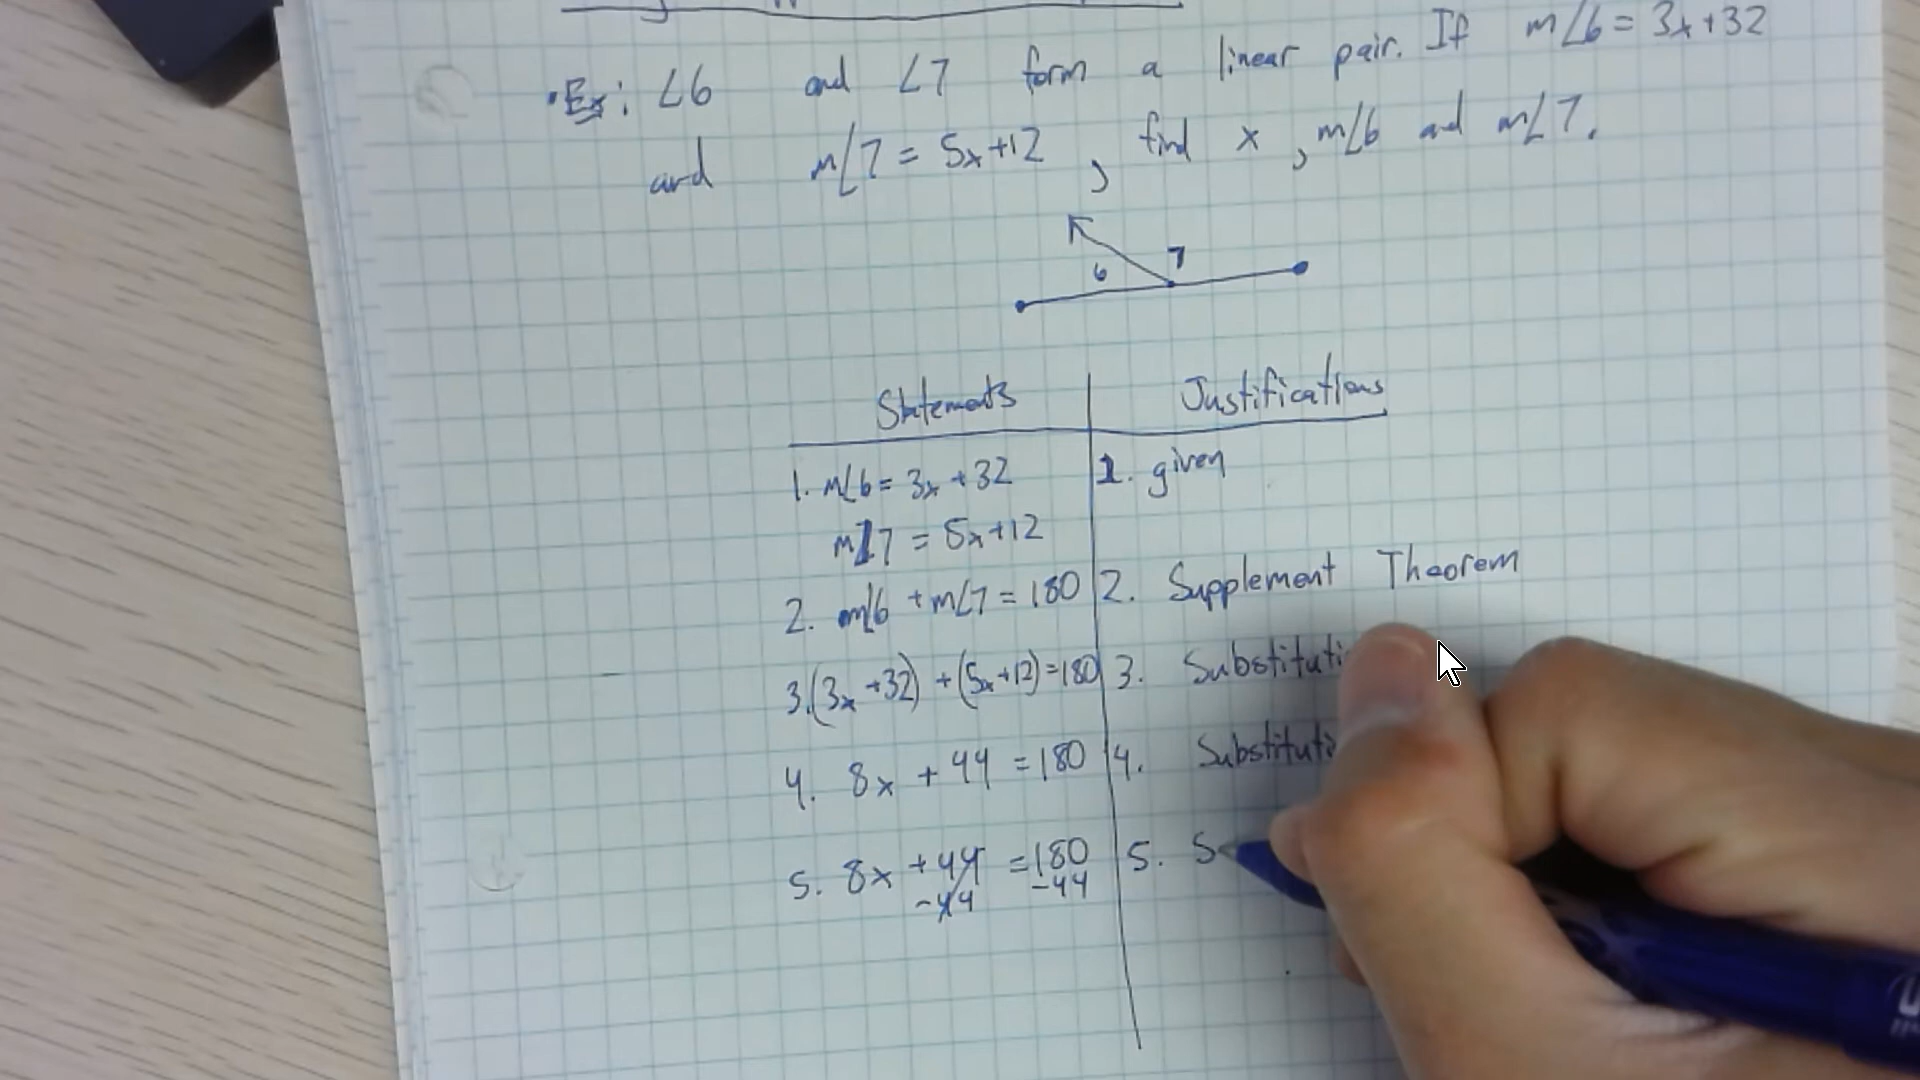 •Ex: ∠6 and ∠7 form a linear pair. If m∠6 = 3x+32
and m∠7 = 5x+12, find x, m∠6 and m∠7.
6 7
Statements Justifications
1. m∠6 = 3x + 32 1. given
m∠7 = 5x+12
2. m∠6 + m∠7 = 180 2. Supplement Theorem
3. (3x +32) + (5x+12)=180 3.
4. 8x + 44 = 180 4.
5. 8x + 44 = 180 5.
-44 -44